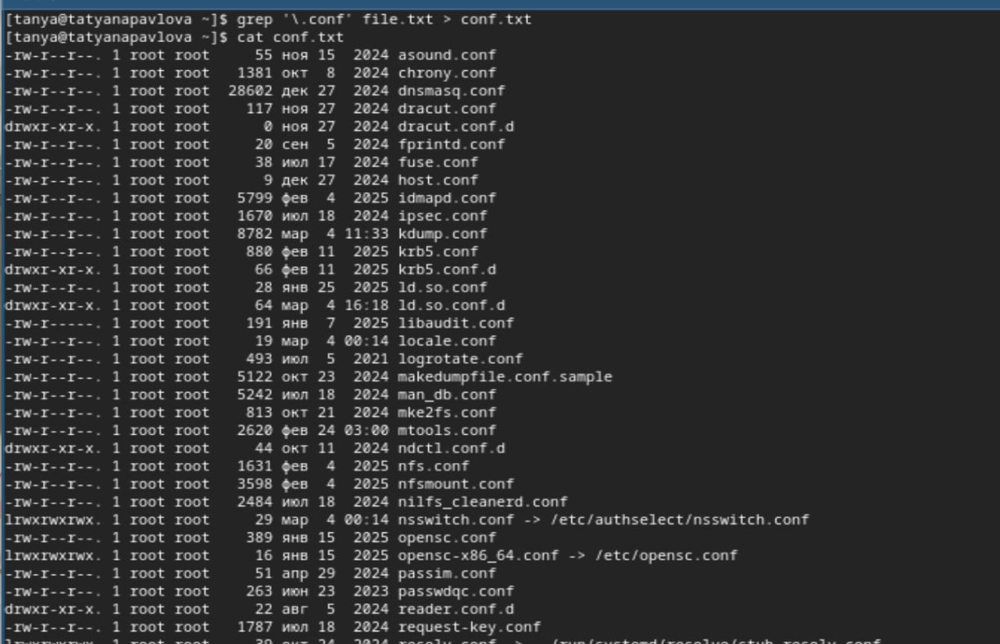 [tanya@tatyanapavlova ~]$ grep '\.conf' file.txt > conf.txt
[tanya@tatyanapavlova ~]$ cat conf.txt
-rw-r--r--. 1 root root     55 ноя 15  2024 asound.conf
-rw-r--r--. 1 root root   1381 окт  8  2024 chrony.conf
-rw-r--r--. 1 root root  28602 дек 27  2024 dnsmasq.conf
-rw-r--r--. 1 root root    117 ноя 27  2024 dracut.conf
drwxr-xr-x. 1 root root      0 ноя 27  2024 dracut.conf.d
-rw-r--r--. 1 root root     20 сен  5  2024 fprintd.conf
-rw-r--r--. 1 root root     38 июл 17  2024 fuse.conf
-rw-r--r--. 1 root root      9 дек 27  2024 host.conf
-rw-r--r--. 1 root root   5799 фев  4  2025 idmapd.conf
-rw-r--r--. 1 root root   1670 июл 18  2024 ipsec.conf
-rw-r--r--. 1 root root   8782 мар  4 11:33 kdump.conf
-rw-r--r--. 1 root root    880 фев 11  2025 krb5.conf
drwxr-xr-x. 1 root root     66 фев 11  2025 krb5.conf.d
-rw-r--r--. 1 root root     28 янв 25  2025 ld.so.conf
drwxr-xr-x. 1 root root     64 мар  4 16:18 ld.so.conf.d
-rw-r-----. 1 root root    191 янв  7  2025 libaudit.conf
-rw-r--r--. 1 root root     19 мар  4 00:14 locale.conf
-rw-r--r--. 1 root root    493 июл  5  2021 logrotate.conf
-rw-r--r--. 1 root root   5122 окт 23  2024 makedumpfile.conf.sample
-rw-r--r--. 1 root root   5242 июл 18  2024 man_db.conf
-rw-r--r--. 1 root root    813 окт 21  2024 mke2fs.conf
-rw-r--r--. 1 root root   2620 фев 24 03:00 mtools.conf
drwxr-xr-x. 1 root root     44 окт 11  2024 ndctl.conf.d
-rw-r--r--. 1 root root   1631 фев  4  2025 nfs.conf
-rw-r--r--. 1 root root   3598 фев  4  2025 nfsmount.conf
-rw-r--r--. 1 root root   2484 июл 18  2024 nilfs_cleanerd.conf
lrwxrwxrwx. 1 root root     29 мар  4 00:14 nsswitch.conf -> /etc/authselect/nsswitch.conf
-rw-r--r--. 1 root root    389 янв 15  2025 opensc.conf
lrwxrwxrwx. 1 root root     16 янв 15  2025 opensc-x86_64.conf -> /etc/opensc.conf
-rw-r--r--. 1 root root     51 апр 29  2024 passim.conf
-rw-r--r--. 1 root root    263 июн 23  2023 passwdqc.conf
drwxr-xr-x. 1 root root     22 авг  5  2024 reader.conf.d
-rw-r--r--. 1 root root   1787 июл 18  2024 request-key.conf